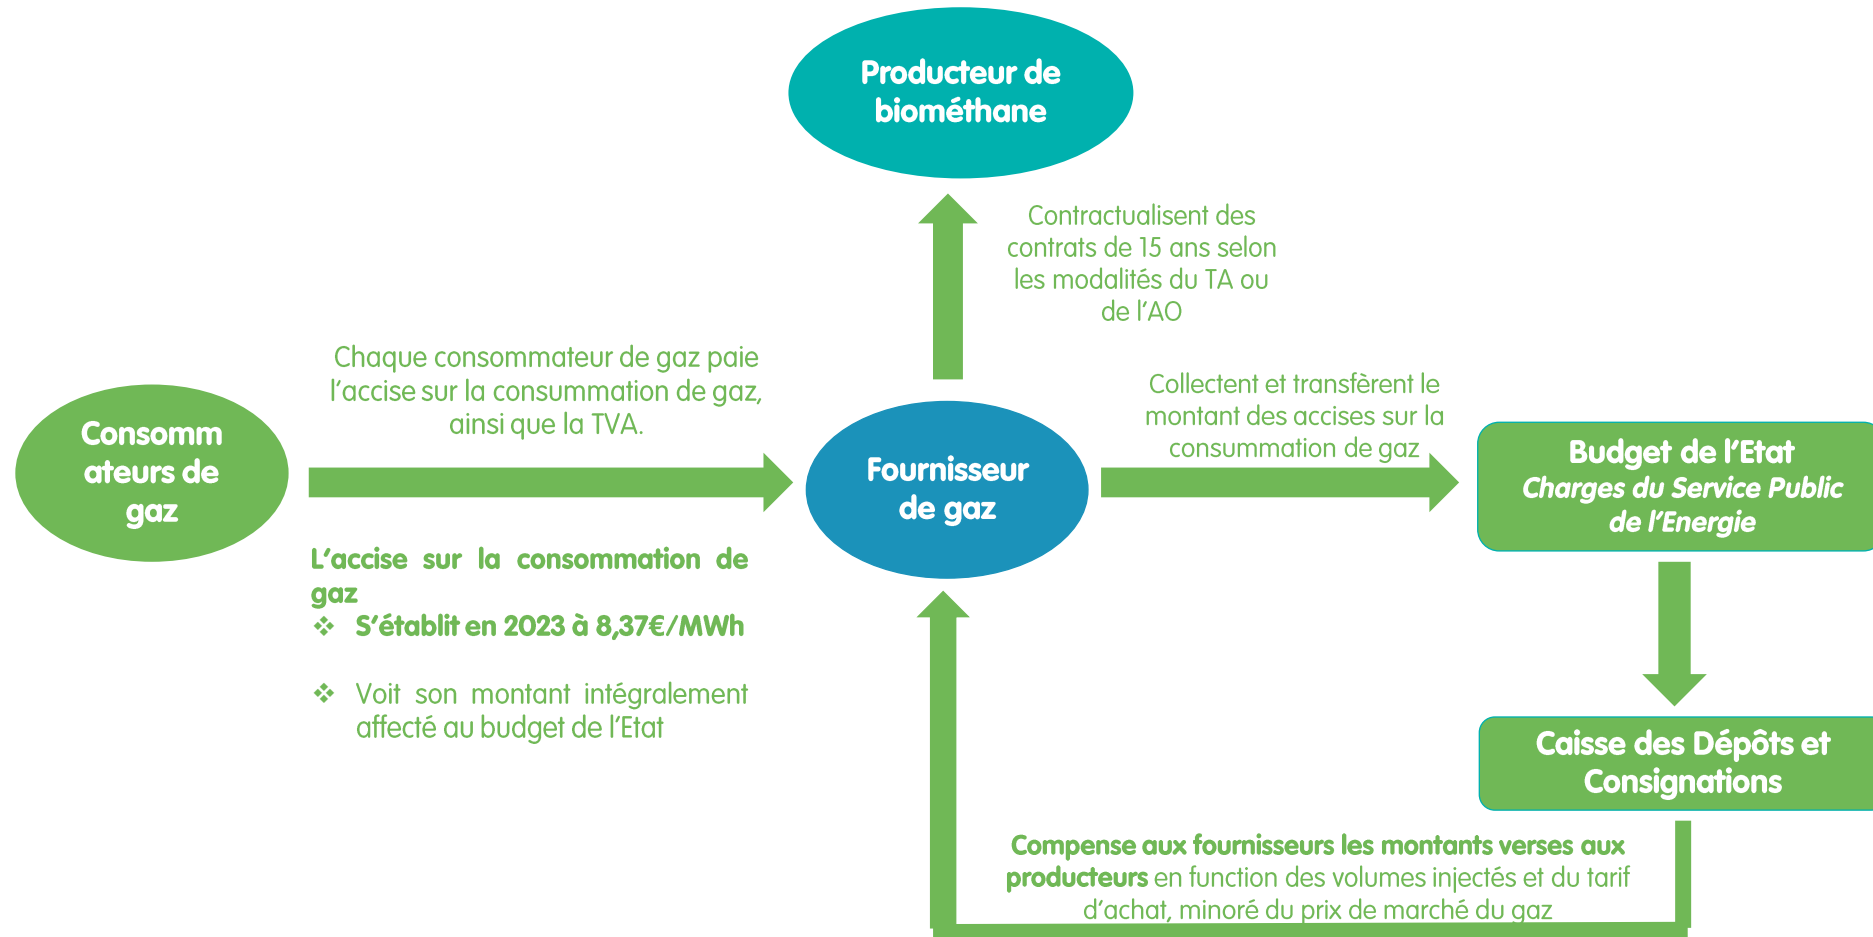 Producteur de
biométhane
Contractualisent des
contrats de 15 ans selon
les modalités du TA ou
de l'AO
Chaque consommateur de gaz paie
l'accise sur la consummation de gaz,
ainsi que la TVA.
Collectent et transfèrent le
montant des accises sur la
consummation de gaz
Consomm
ateurs de
gaz
Fournisseur
de gaz
Budget de l'Etat
Charges du Service Public
de l'Energie
L'accise sur la consommation de
gaz
❖ S'établit en 2023 à 8,37€/MWh
❖ Voit son montant intégralement
affecté au budget de l'Etat
Caisse des Dépôts et
Consignations
Compense aux fournisseurs les montants verses aux
producteurs en function des volumes injectés et du tarif
d'achat, minoré du prix de marché du gaz